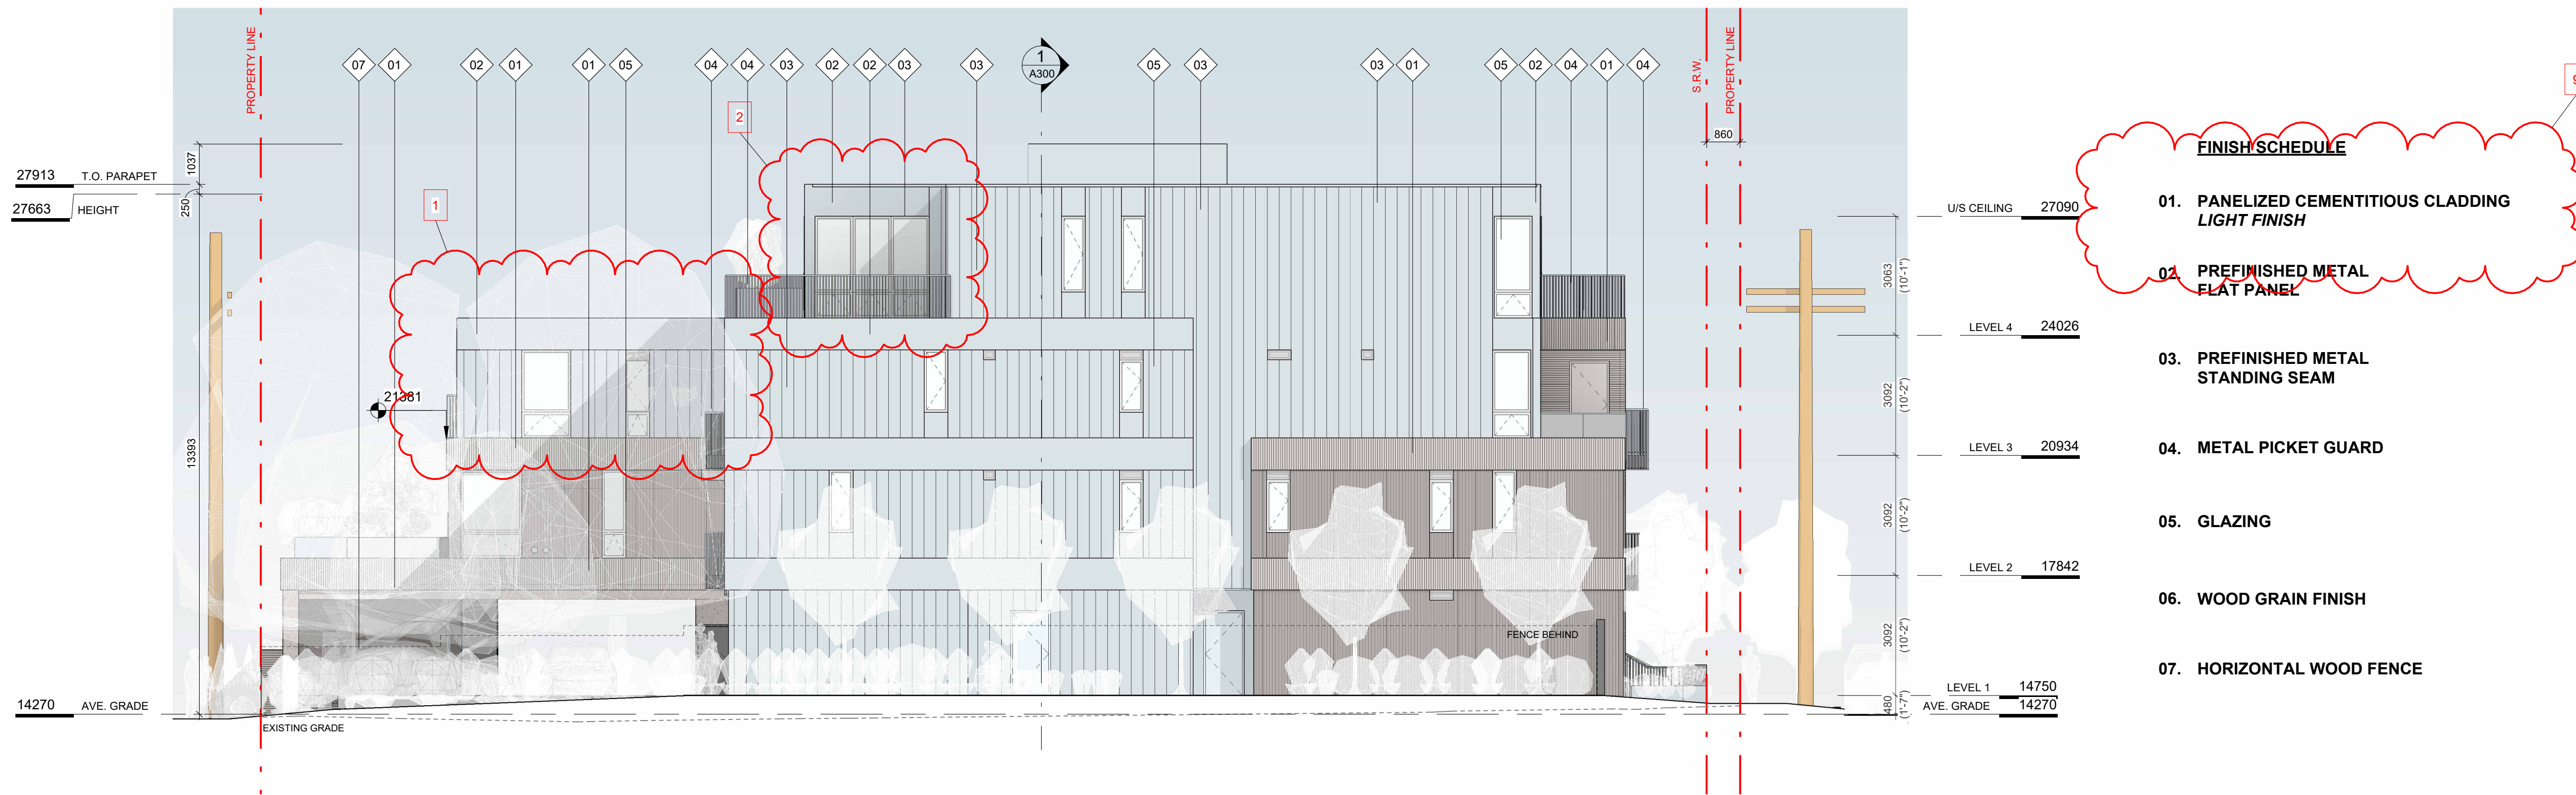 PROPERTY LINE
07 01 02 01 01 05 04 04 03 02 02 03 03
1
A300
05 03 03 01 05 02 04 01 04
S.R.W.
PROPERTY LINE
860
2
1
1037
27913 T.O. PARAPET
250
27663 HEIGHT
21381
13393
14270 AVE. GRADE
EXISTING GRADE
FENCE BEHIND
U/S CEILING 27090
3063
(10'-1")
LEVEL 4 24026
3092
(10'-2")
LEVEL 3 20934
3092
(10'-2")
LEVEL 2 17842
3092
(10'-2")
LEVEL 1 14750
480
(1'-7")
AVE. GRADE 14270
FINISH SCHEDULE
01. PANELIZED CEMENTITIOUS CLADDING
LIGHT FINISH
02. PREFINISHED METAL
FLAT PANEL
03. PREFINISHED METAL
STANDING SEAM
04. METAL PICKET GUARD
05. GLAZING
06. WOOD GRAIN FINISH
07. HORIZONTAL WOOD FENCE